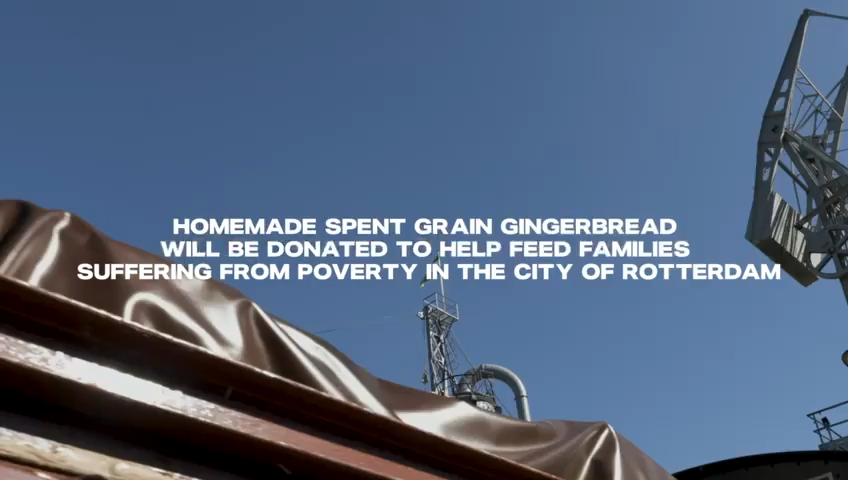 HOMEMADE SPENT GRAIN GINGERBREAD
WILL BE DONATED TO HELP FEED FAMILIES
SUFFERING FROM POVERTY IN THE CITY OF ROTTERDAM